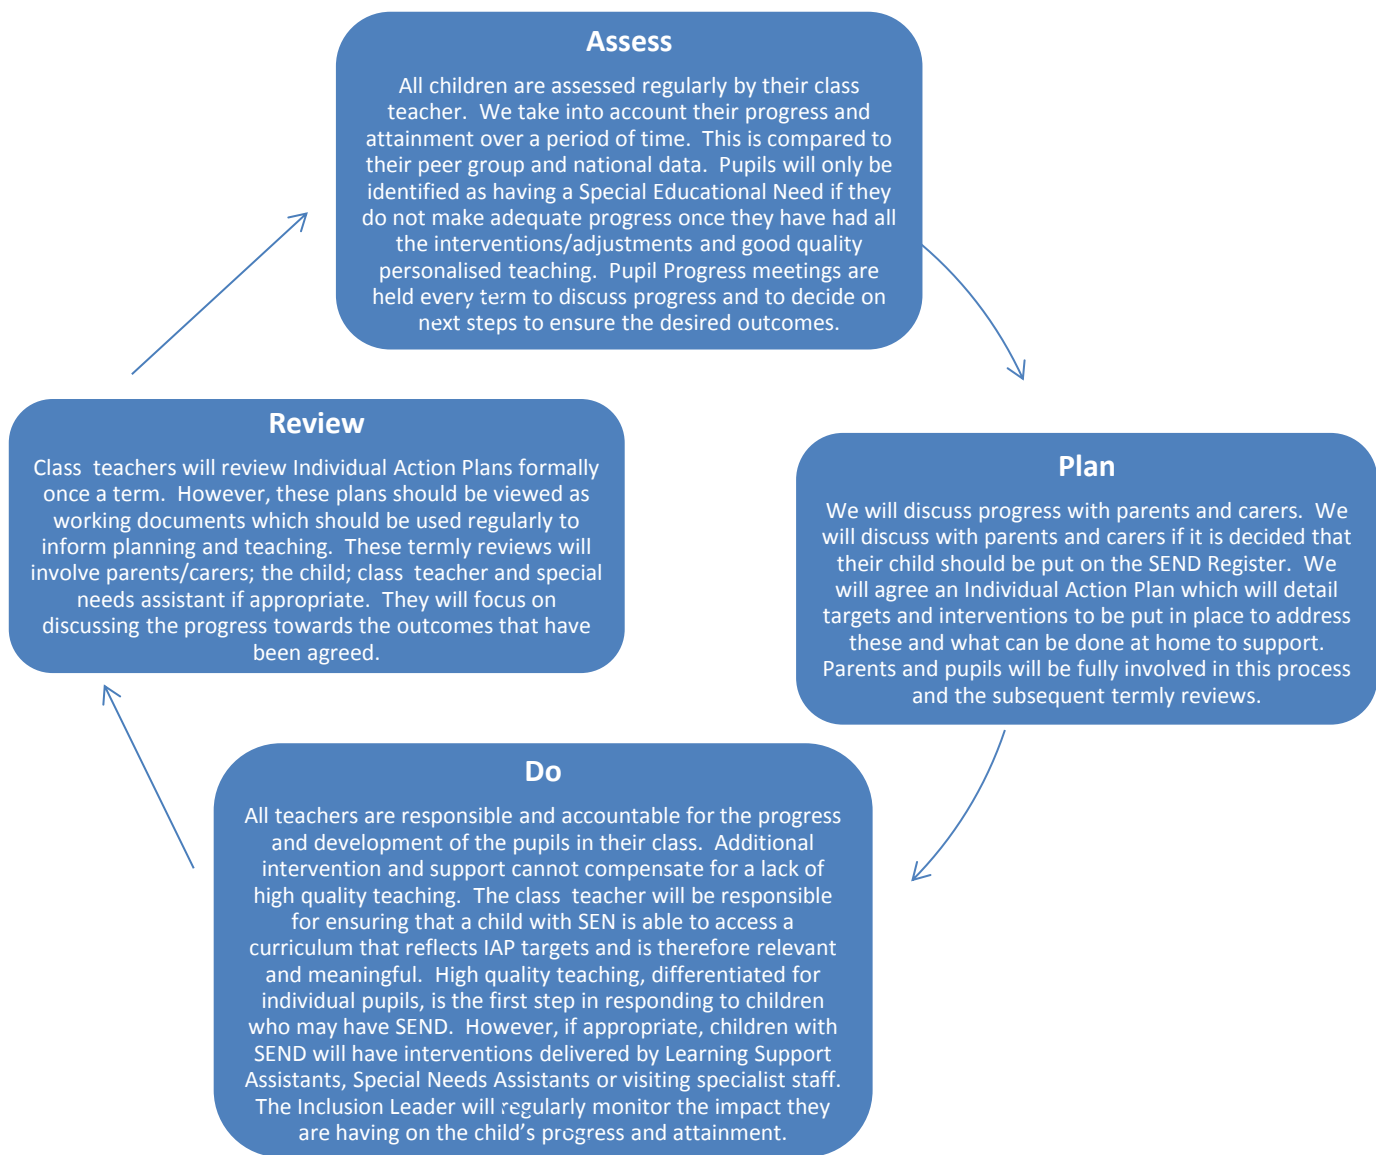 Assess
All children are assessed regularly by their class
teacher.  We take into account their progress and
attainment over a period of time.  This is compared to
their peer group and national data.  Pupils will only be
identified as having a Special Educational Need if they
do not make adequate progress once they have had all
the interventions/adjustments and good quality
personalised teaching.  Pupil Progress meetings are
held every term to discuss progress and to decide on
next steps to ensure the desired outcomes.
Plan
We will discuss progress with parents and carers.  We
will discuss with parents and carers if it is decided that
their child should be put on the SEND Register.  We
will agree an Individual Action Plan which will detail
targets and interventions to be put in place to address
these and what can be done at home to support.
Parents and pupils will be fully involved in this process
and the subsequent termly reviews.
Do
All teachers are responsible and accountable for the progress
and development of the pupils in their class.  Additional
intervention and support cannot compensate for a lack of
high quality teaching.  The class  teacher will be responsible
for ensuring that a child with SEN is able to access a
curriculum that reflects IAP targets and is therefore relevant
and meaningful.  High quality teaching, differentiated for
individual pupils, is the first step in responding to children
who may have SEND.  However, if appropriate, children with
SEND will have interventions delivered by Learning Support
Assistants, Special Needs Assistants or visiting specialist staff.
The Inclusion Leader will regularly monitor the impact they
are having on the child's progress and attainment.
Review
Class  teachers will review Individual Action Plans formally
once a term.  However, these plans should be viewed as
working documents which should be used regularly to
inform planning and teaching.  These termly reviews will
involve parents/carers; the child; class  teacher and special
needs assistant if appropriate.  They will focus on
discussing the progress towards the outcomes that have
been agreed.